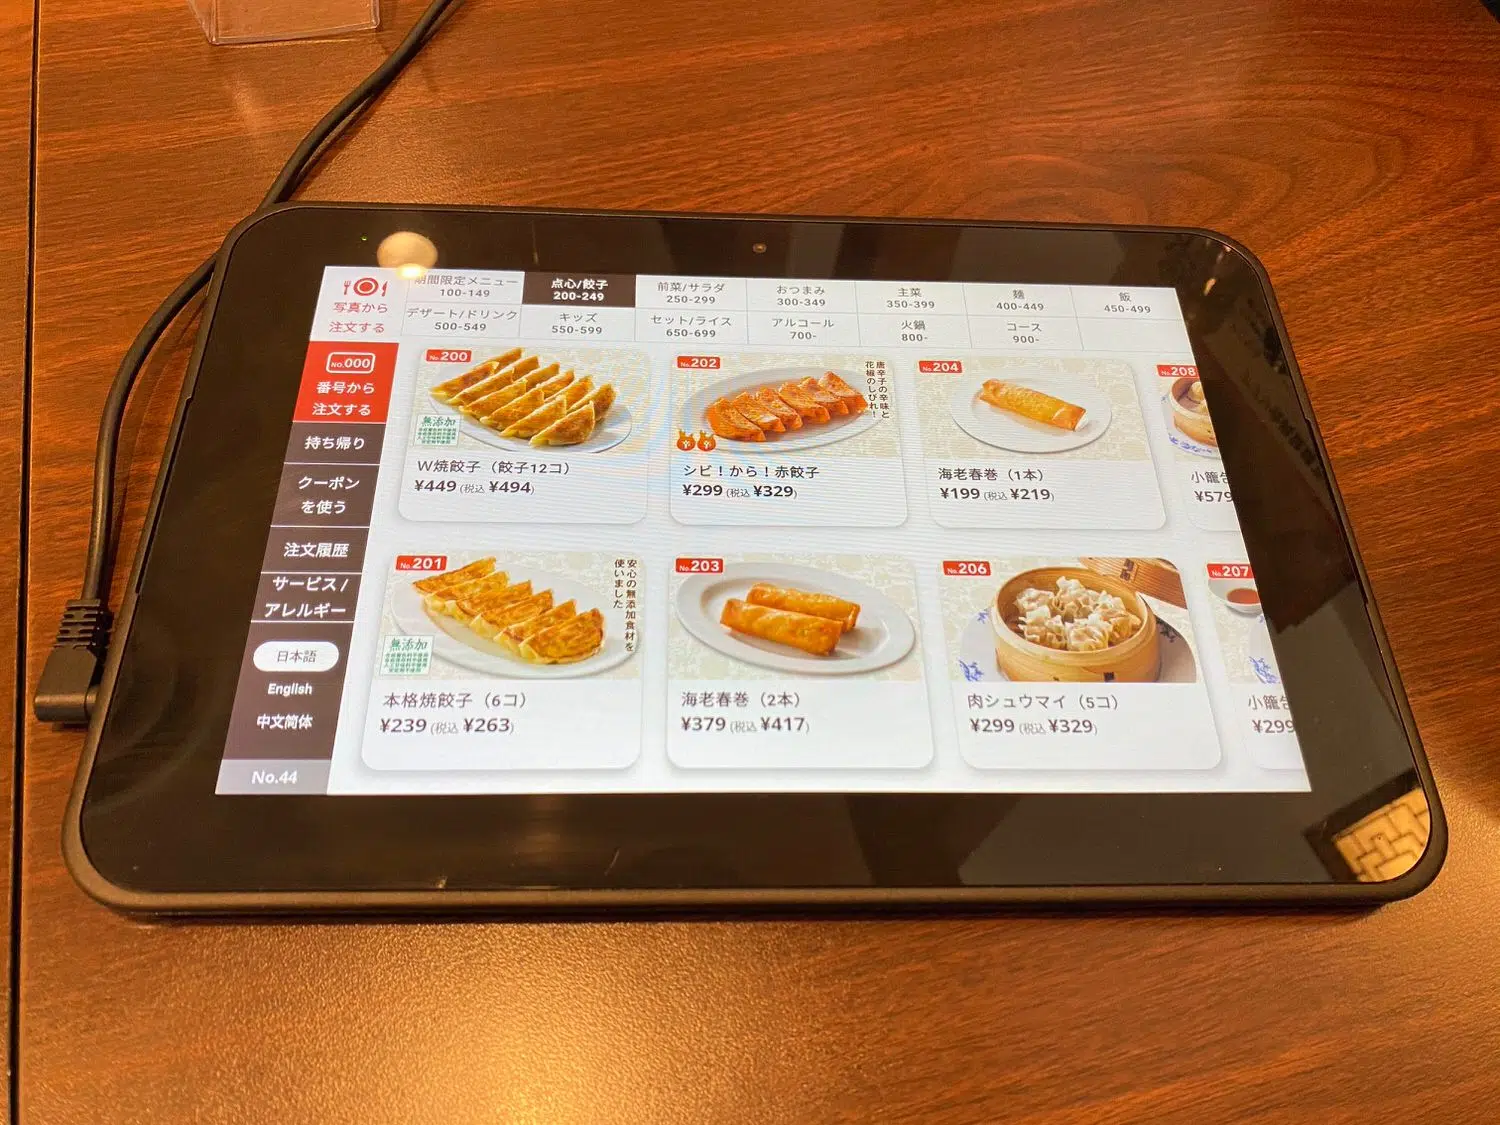 写真から
注文する
No.000
番号から
注文する
持ち帰り
クーポン
を使う
注文履歴
サービス/
アレルギー
日本語
English
中文简体
No.44
期間限定メニュー
100-149
点心/餃子
200-249
前菜/サラダ
250-299
おつまみ
300-349
主菜
350-399
麺
400-449
飯
450-499
デザート/ドリンク
500-549
キッズ
550-599
セット/ライス
650-699
アルコール
700-
火鍋
800-
コース
900-
No.200
無添加
W焼餃子（餃子12コ）
¥449 (税込 ¥494)
No.202
唐辛子の辛味と
花椒のしびれ！
辛 辛
シビ！から！赤餃子
¥299 (税込 ¥329)
No.204
海老春巻（1本）
¥199 (税込 ¥219)
No.208
小籠包
¥579
No.201
安心の無添加食材を
使いました
無添加
本格焼餃子（6コ）
¥239 (税込 ¥263)
No.203
海老春巻（2本）
¥379 (税込 ¥417)
No.206
肉シュウマイ（5コ）
¥299 (税込 ¥329)
No.207
小籠包
¥299